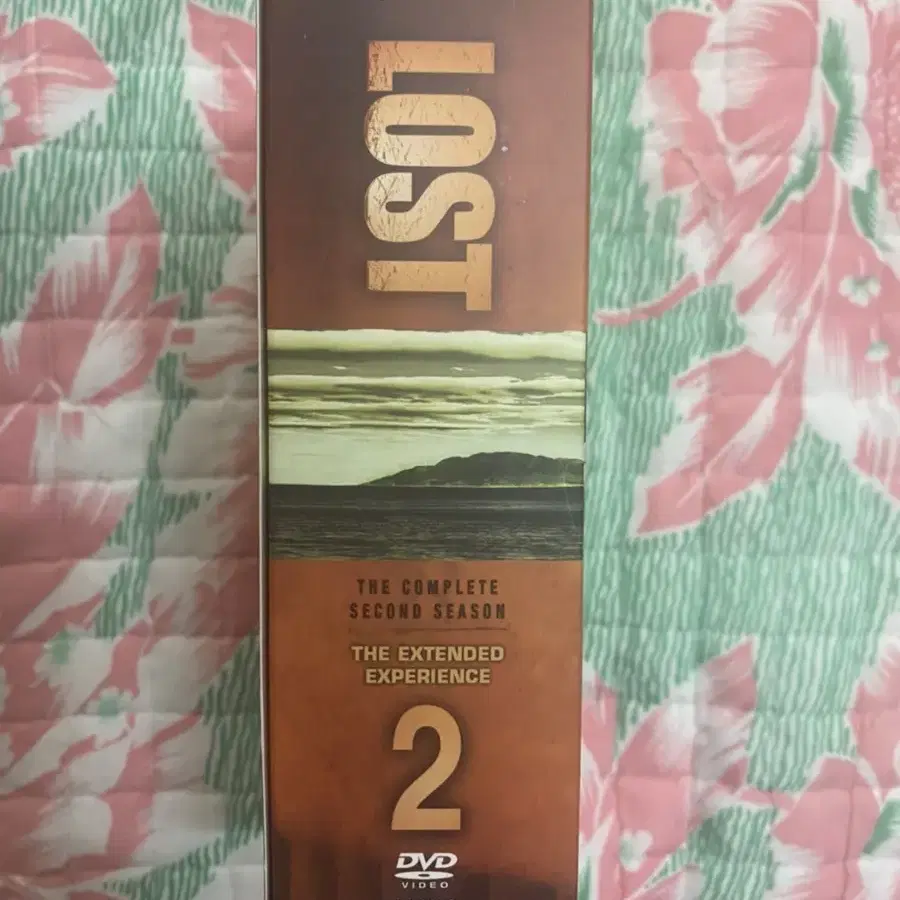 LOST
THE COMPLETE
SECOND SEASON
THE EXTENDED
EXPERIENCE
2
DVD
VIDEO